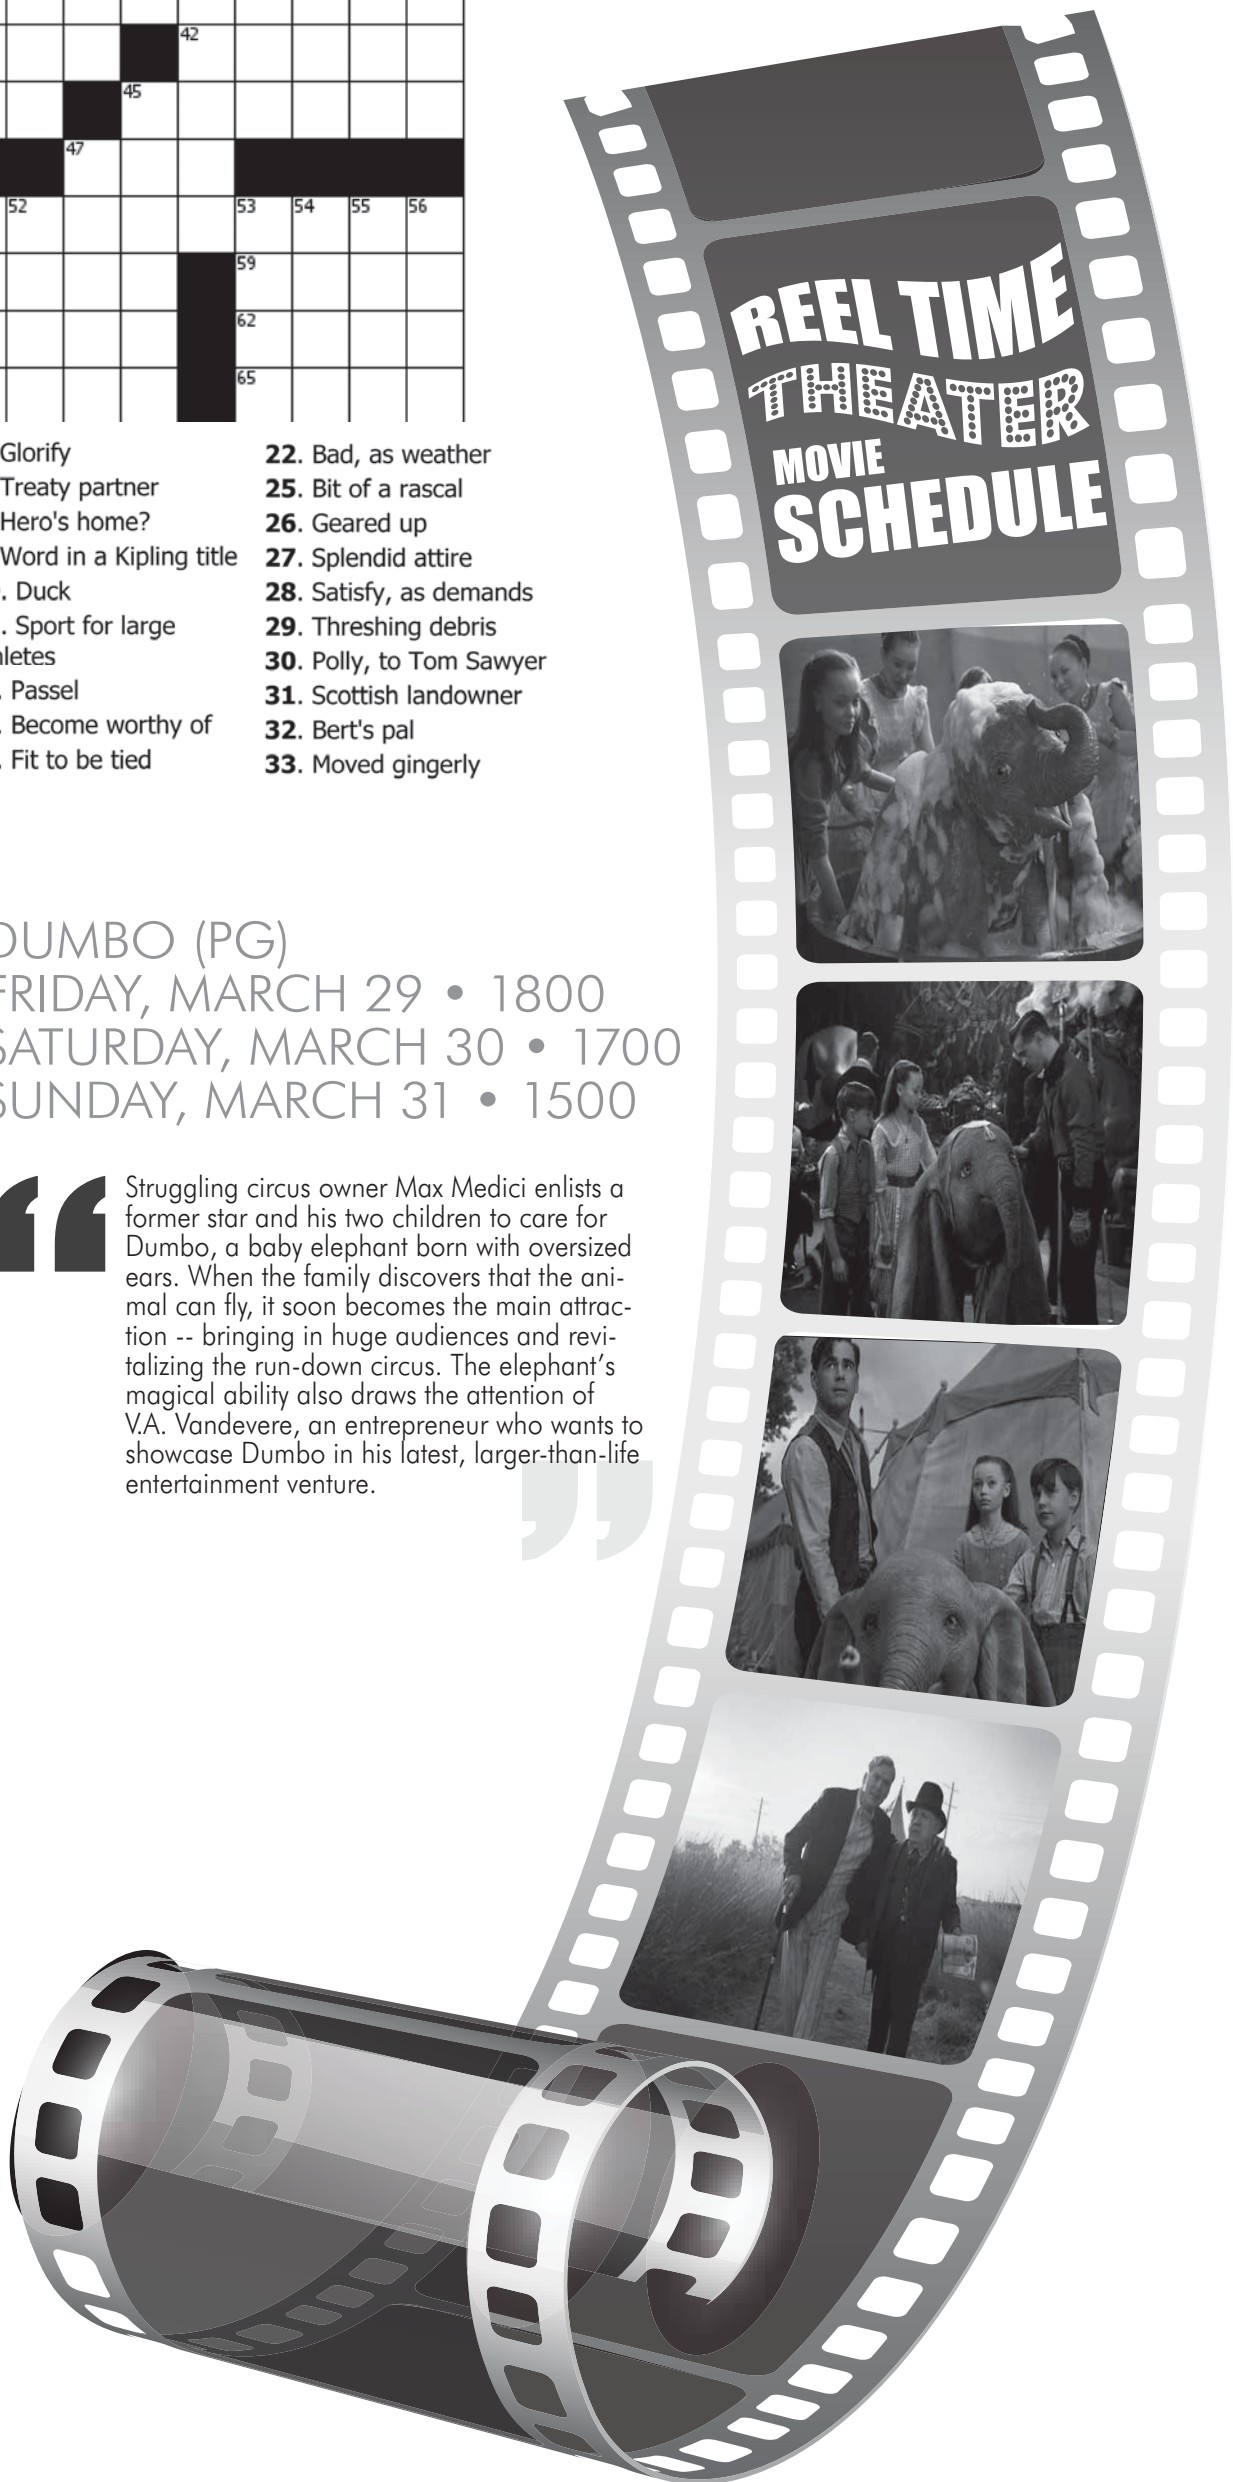 42
45
47
52 53 54 55 56
59
62
65
Glorify
Treaty partner
Hero's home?
Word in a Kipling title
. Duck
. Sport for large
letes
. Passel
. Become worthy of
. Fit to be tied
22. Bad, as weather
25. Bit of a rascal
26. Geared up
27. Splendid attire
28. Satisfy, as demands
29. Threshing debris
30. Polly, to Tom Sawyer
31. Scottish landowner
32. Bert's pal
33. Moved gingerly
REEL TIME
THEATER
MOVIE
SCHEDULE
DUMBO (PG)
FRIDAY, MARCH 29 • 1800
SATURDAY, MARCH 30 • 1700
SUNDAY, MARCH 31 • 1500
“ Struggling circus owner Max Medici enlists a
former star and his two children to care for
Dumbo, a baby elephant born with oversized
ears. When the family discovers that the ani-
mal can fly, it soon becomes the main attrac-
tion -- bringing in huge audiences and revi-
talizing the run-down circus. The elephant’s
magical ability also draws the attention of
V.A. Vandevere, an entrepreneur who wants to
showcase Dumbo in his latest, larger-than-life
entertainment venture. ”